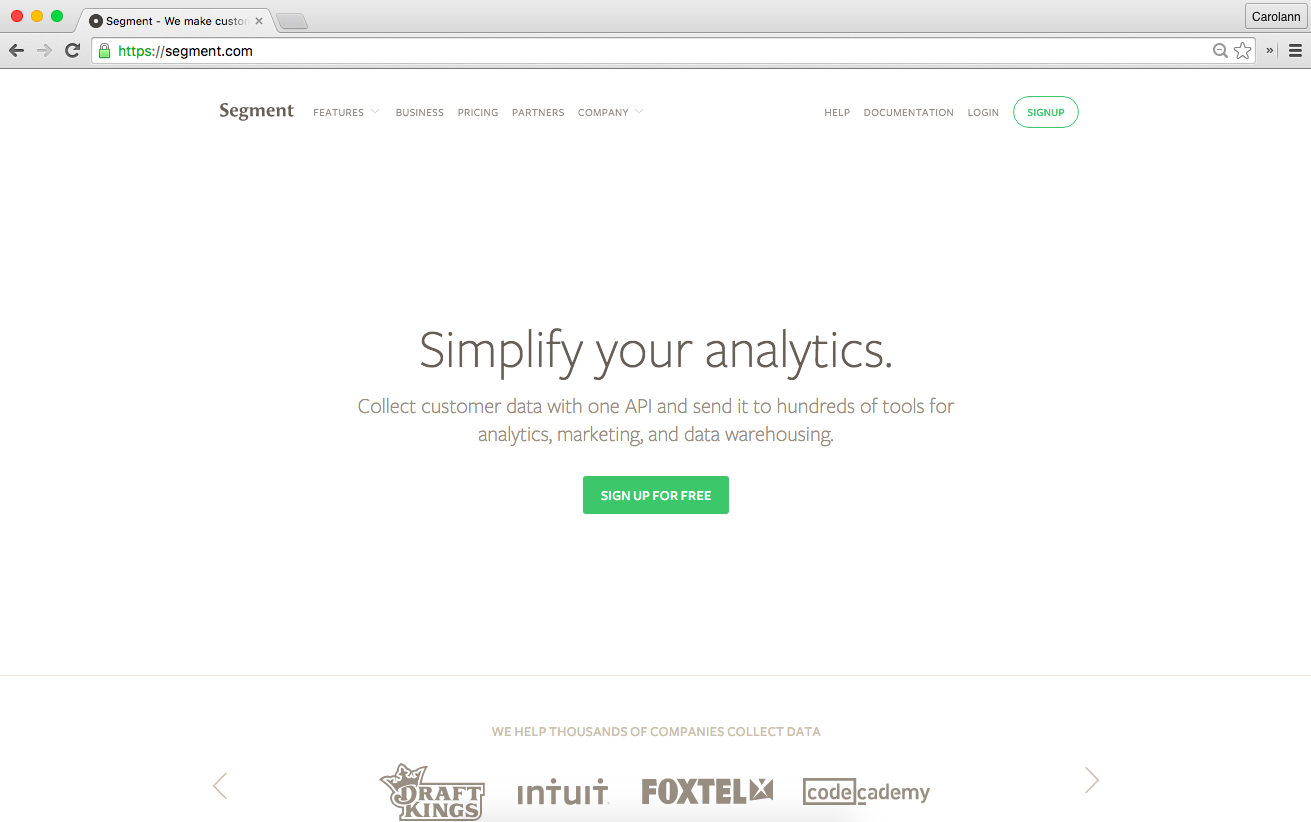 Segment - We make custom
Carolann
https://segment.com
»
Segment FEATURES BUSINESS PRICING PARTNERS COMPANY HELP DOCUMENTATION LOGIN SIGNUP
Simplify your analytics.
Collect customer data with one API and send it to hundreds of tools for
analytics, marketing, and data warehousing.
SIGN UP FOR FREE
WE HELP THOUSANDS OF COMPANIES COLLECT DATA
DRAFT KINGS intuit FOXTEL codecademy